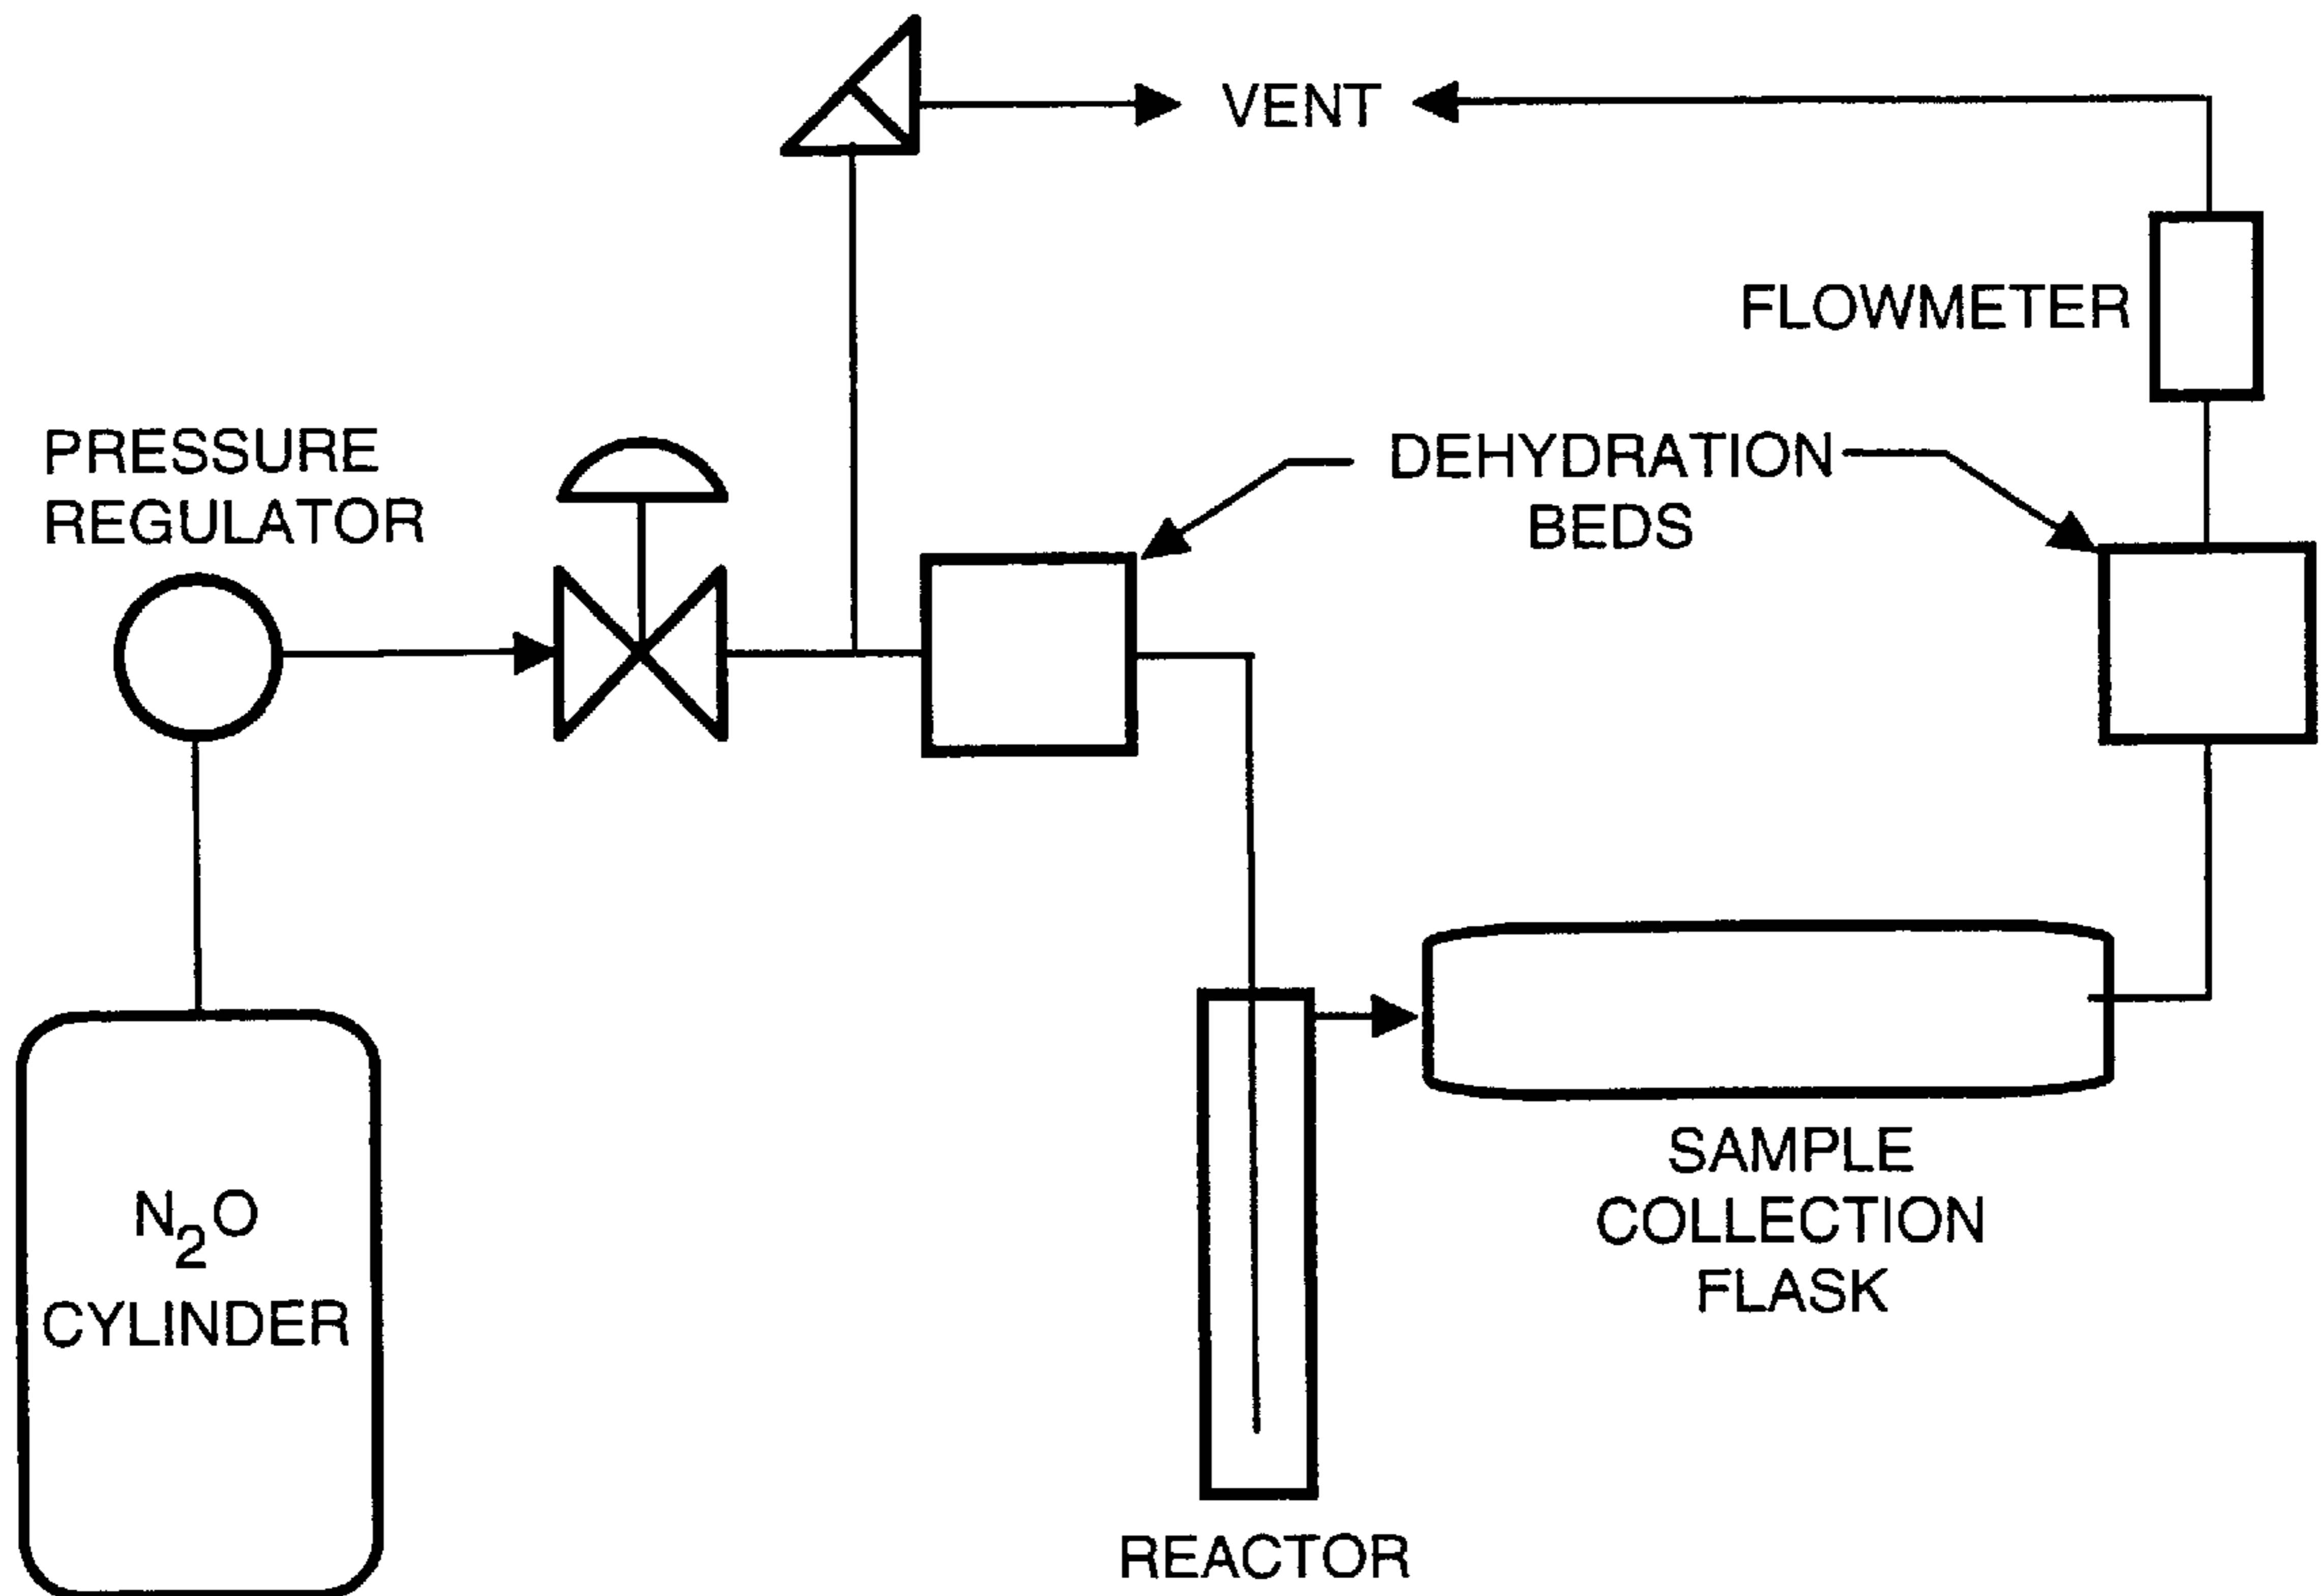 VENT
FLOWMETER
PRESSURE
REGULATOR
DEHYDRATION
BEDS
SAMPLE
COLLECTION
FLASK
N₂O
CYLINDER
REACTOR